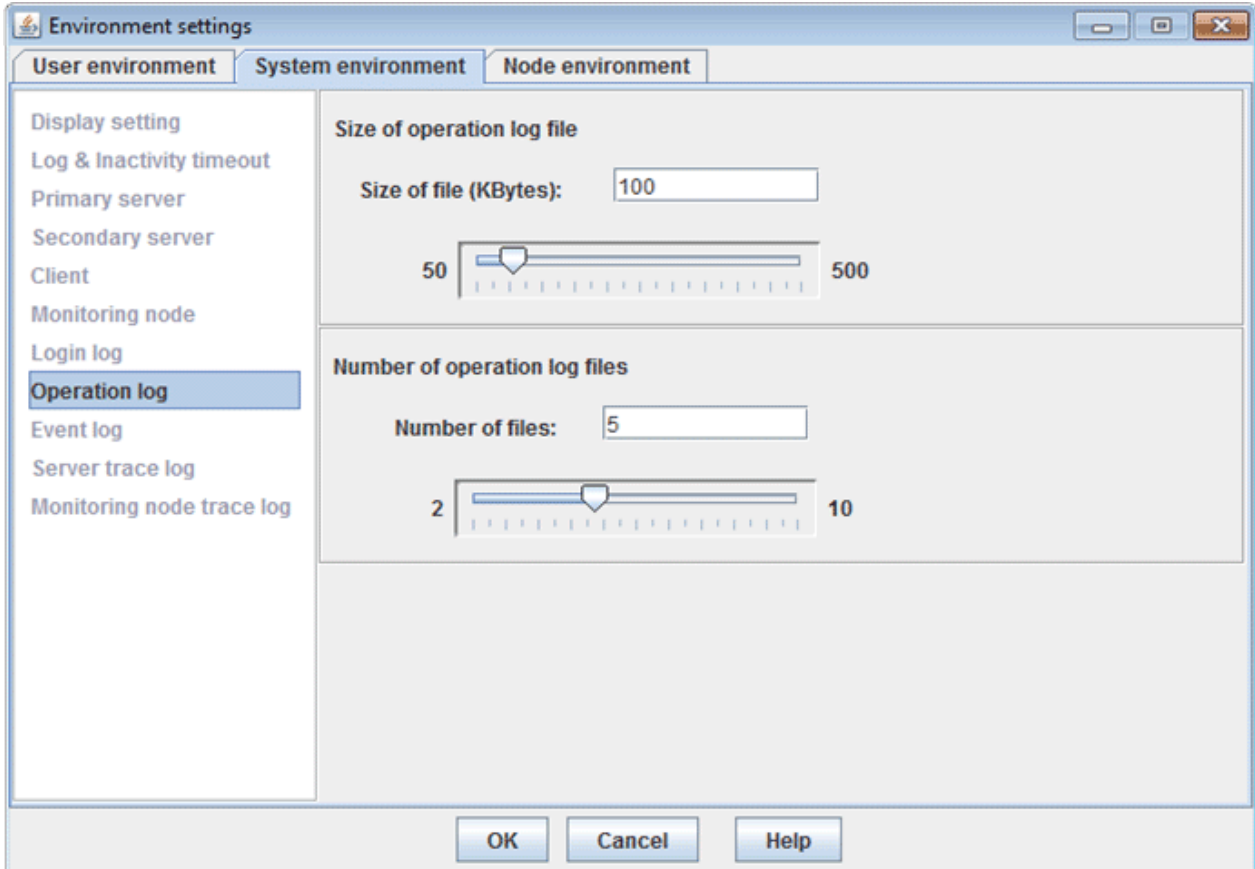 Environment settings
User environment System environment Node environment
Display setting
Log & Inactivity timeout
Primary server
Secondary server
Client
Monitoring node
Login log
Operation log
Event log
Server trace log
Monitoring node trace log
Size of operation log file
Size of file (KBytes): 100
50 500
Number of operation log files
Number of files: 5
2 10
OK Cancel Help